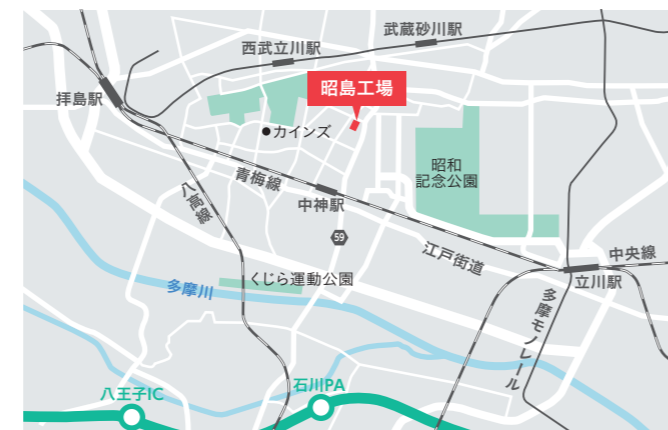 武蔵砂川駅
西武立川駅
昭島工場
拝島駅
カインズ
昭和
記念公園
青梅線
中神駅
八高線
59
江戸街道
中央線
立川駅
くじら運動公園
多摩川
多摩モノレール
石川PA
八王子IC